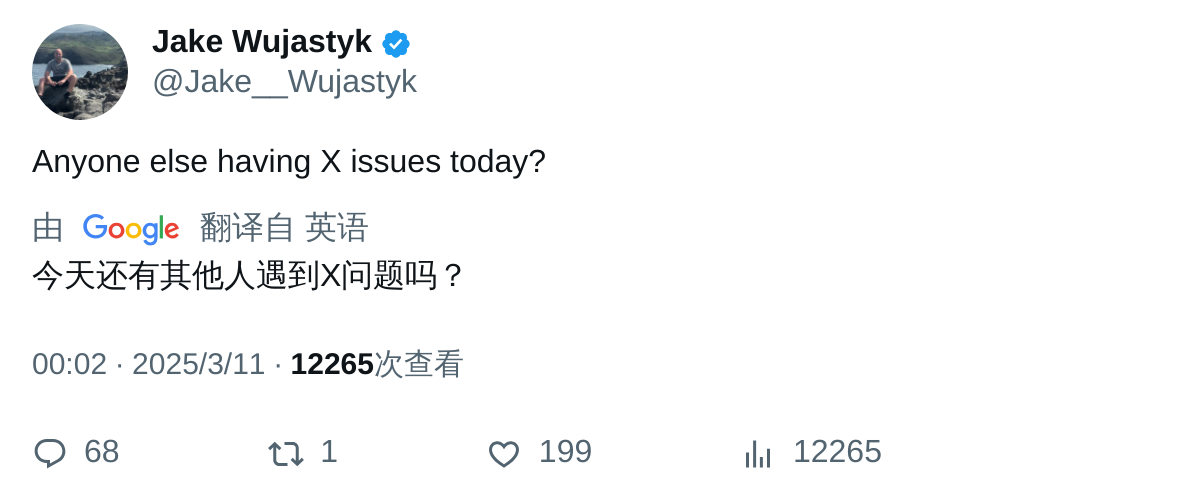 Jake Wujastyk
@Jake__Wujastyk
Anyone else having X issues today?
由 Google 翻译自 英语
今天还有其他人遇到X问题吗？
00:02 · 2025/3/11 · 12265次查看
68 1 199 12265